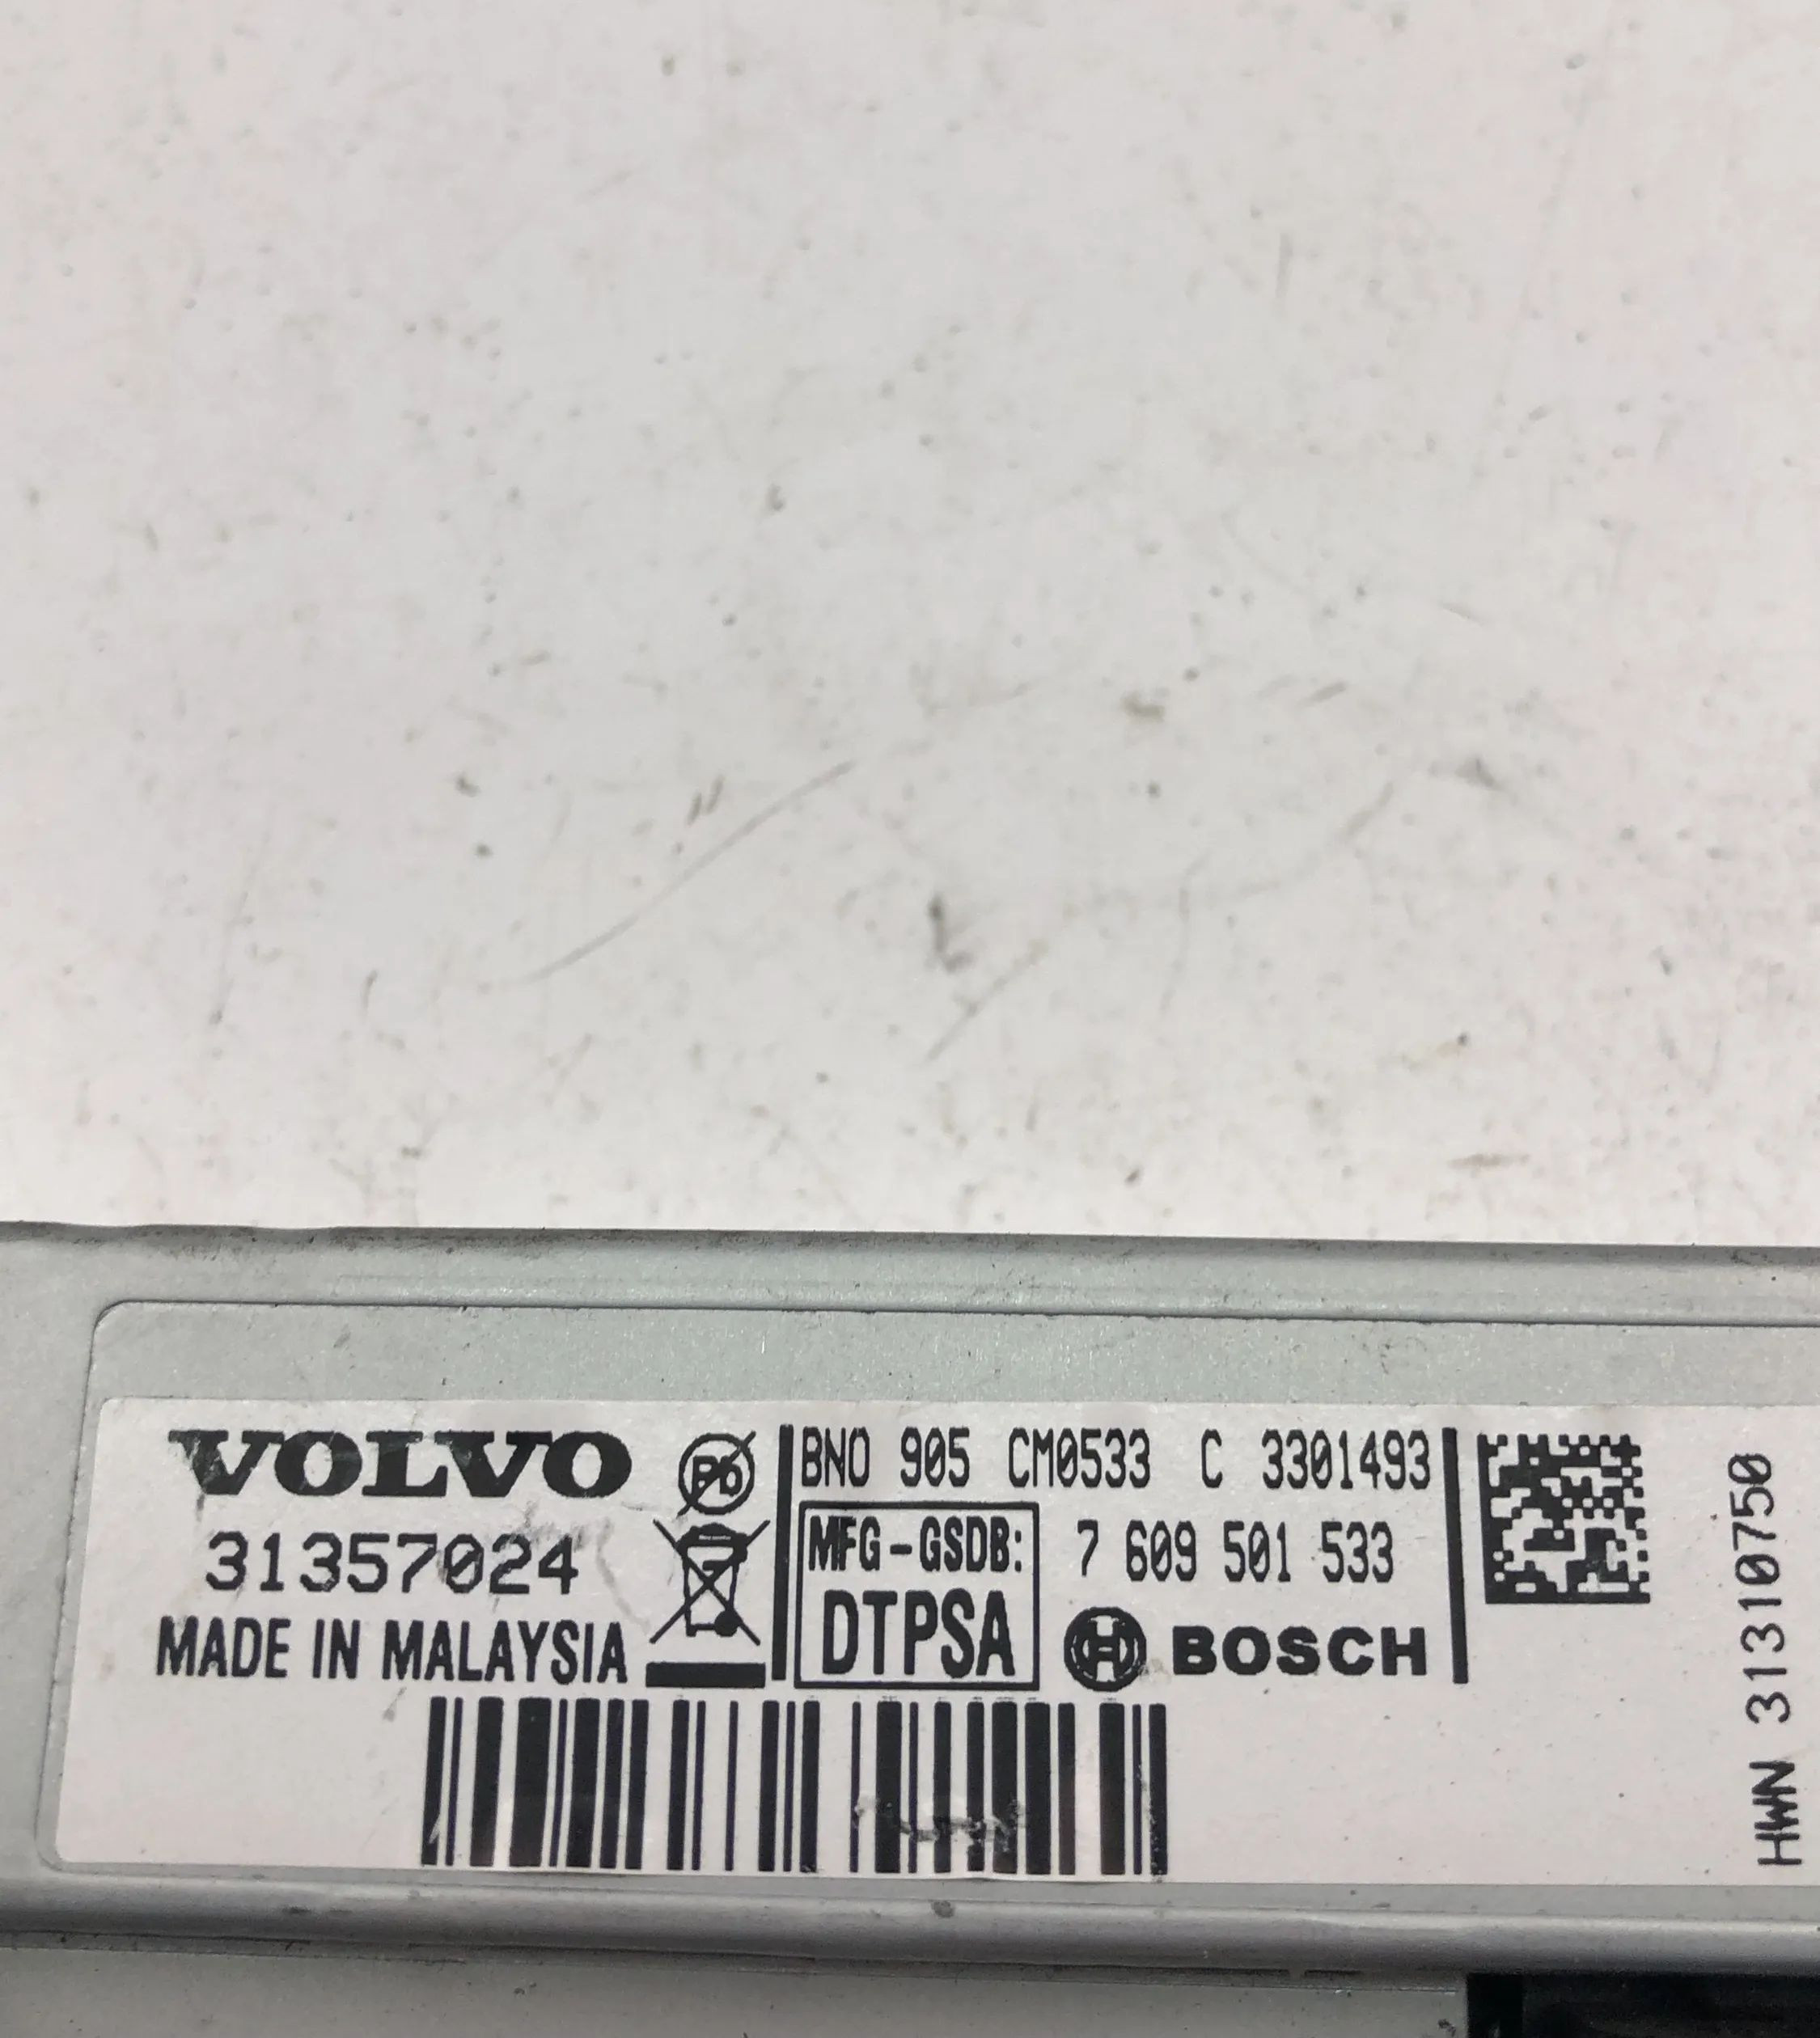 VOLVO
31357024
MADE IN MALAYSIA
Pb
BNO 905 CM0533 C 3301493
MFG-GSDB:
DTPSA
7 609 501 533
BOSCH
HWN 31310750